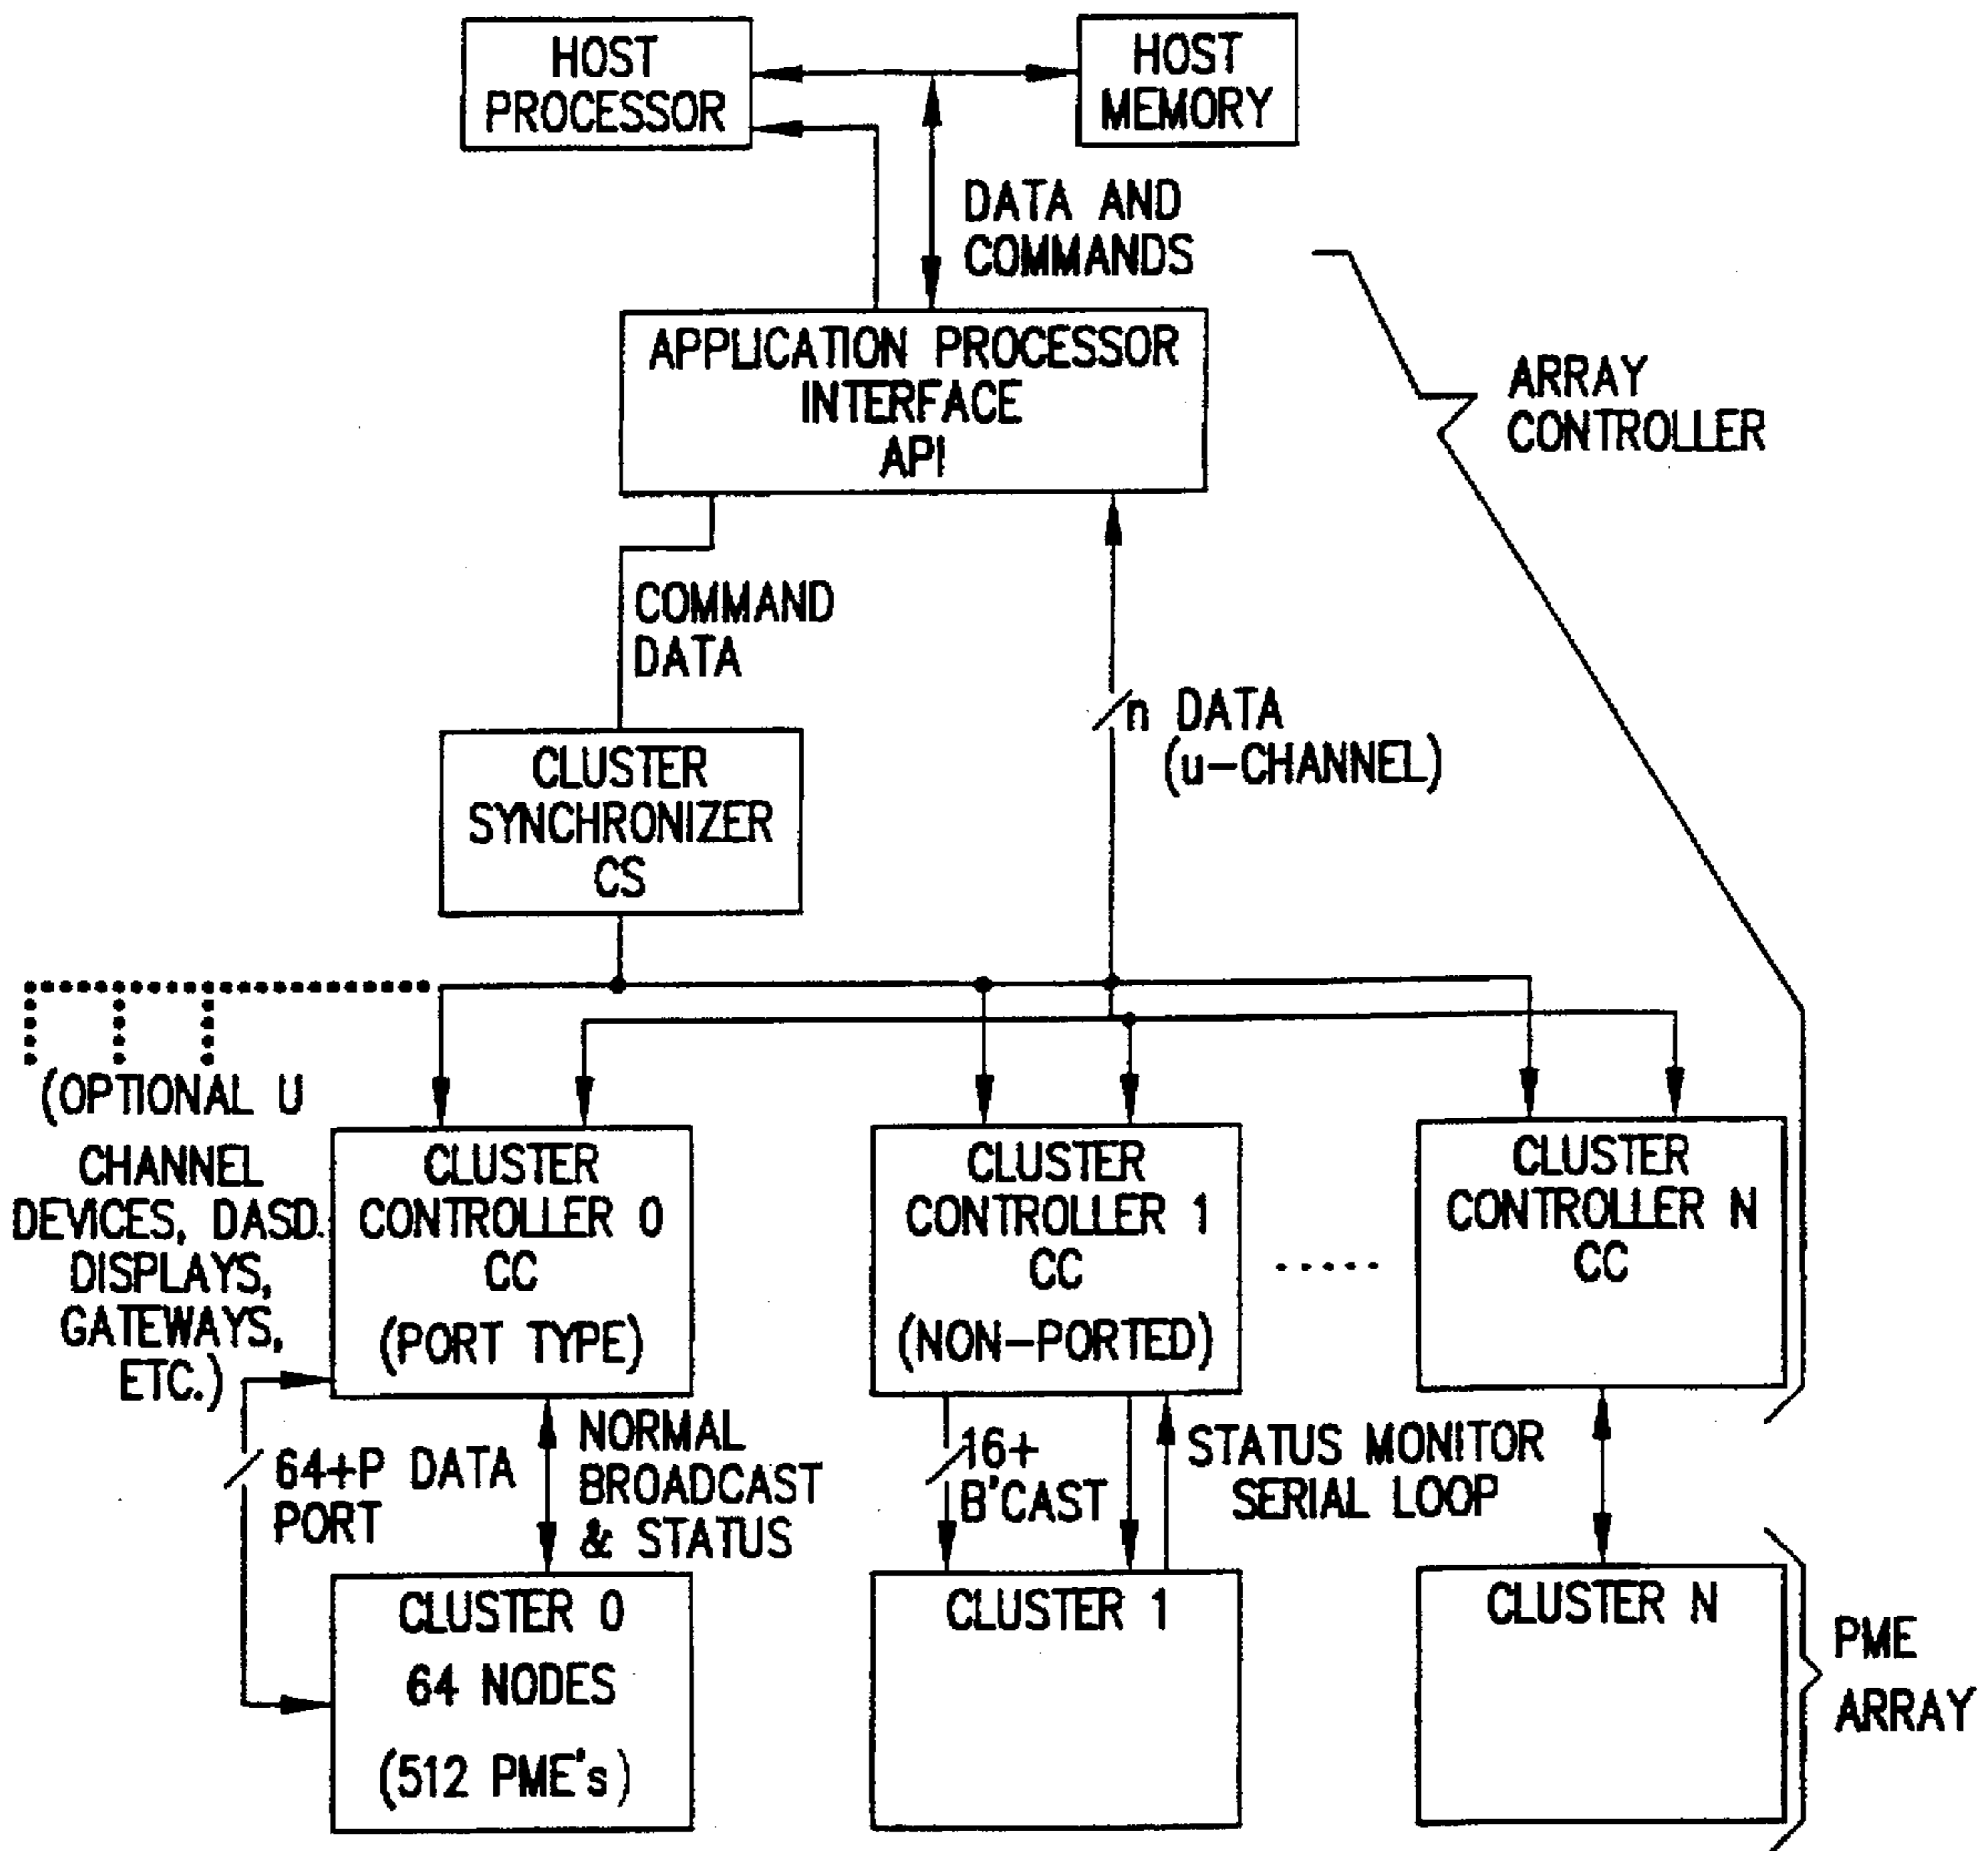 HOST
PROCESSOR
HOST
MEMORY
DATA AND
COMMANDS
APPLICATION PROCESSOR
INTERFACE
API
ARRAY
CONTROLLER
COMMAND
DATA
n DATA
(u-CHANNEL)
CLUSTER
SYNCHRONIZER
CS
(OPTIONAL U
CHANNEL
DEVICES, DASD.
DISPLAYS,
GATEWAYS,
ETC.)
CLUSTER
CONTROLLER 0
CC
(PORT TYPE)
CLUSTER
CONTROLLER 1
CC
(NON-PORTED)
.....
CLUSTER
CONTROLLER N
CC
64+P DATA
PORT
NORMAL
BROADCAST
& STATUS
16+
B'CAST
STATUS MONITOR
SERIAL LOOP
CLUSTER 0
64 NODES
(512 PME's)
CLUSTER 1
CLUSTER N
PME
ARRAY